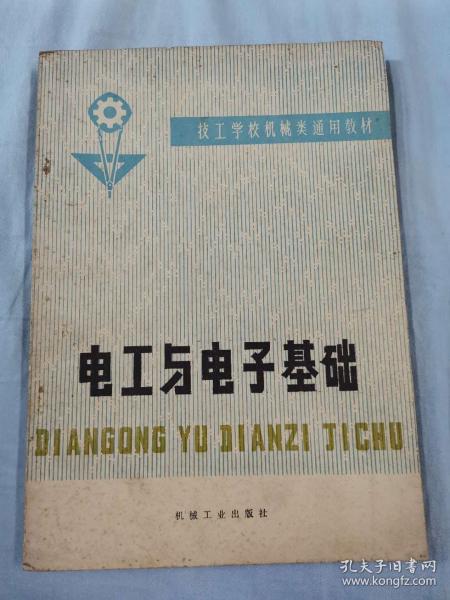 技工学校机械类通用教材
电工与电子基础
DIANGONG YU DIANZI JICHU
机械工业出版社
孔夫子旧书网
www.kongfz.com